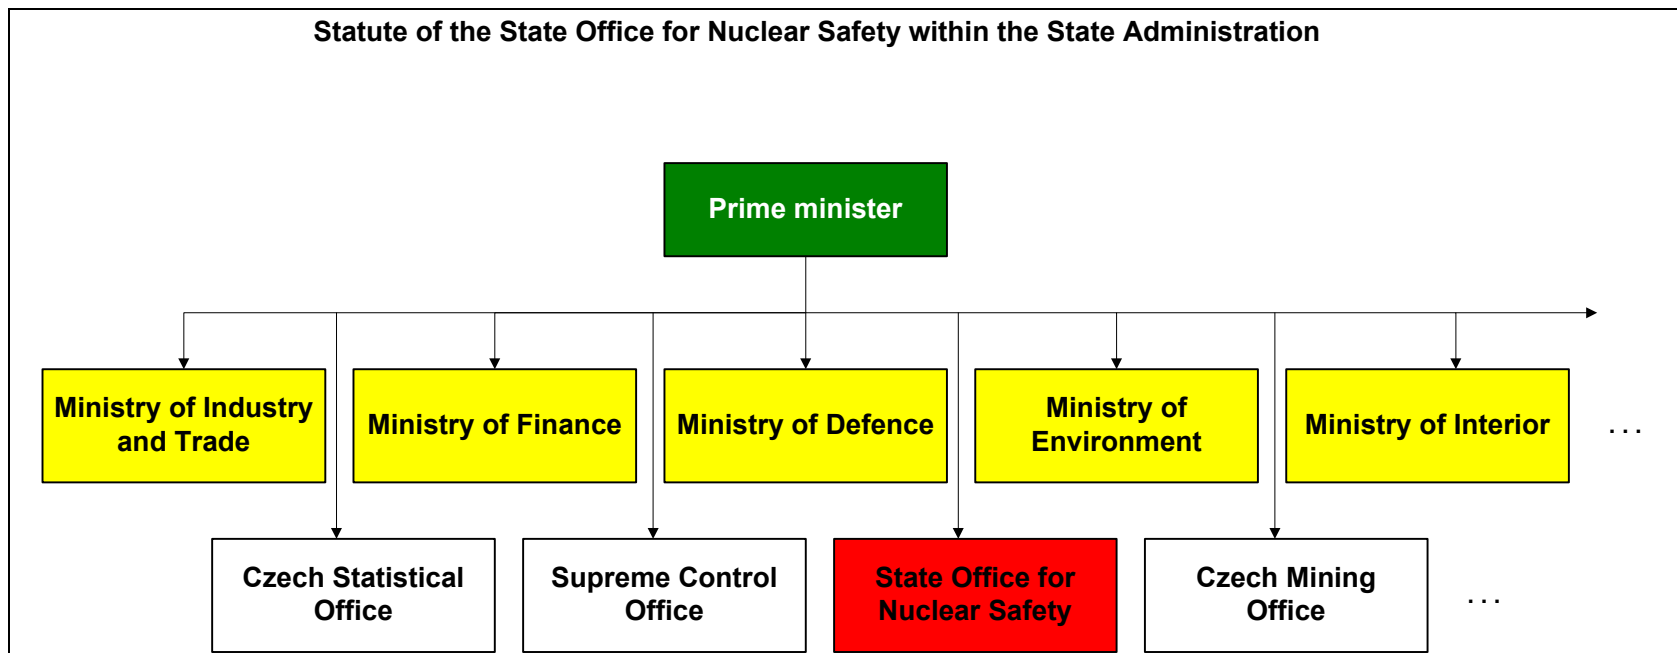 Statute of the State Office for Nuclear Safety within the State Administration
Prime minister
Ministry of Industry
and Trade
Ministry of Finance
Ministry of Defence
Ministry of
Environment
Ministry of Interior
. . .
Czech Statistical
Office
Supreme Control
Office
State Office for
Nuclear Safety
Czech Mining
Office
. . .